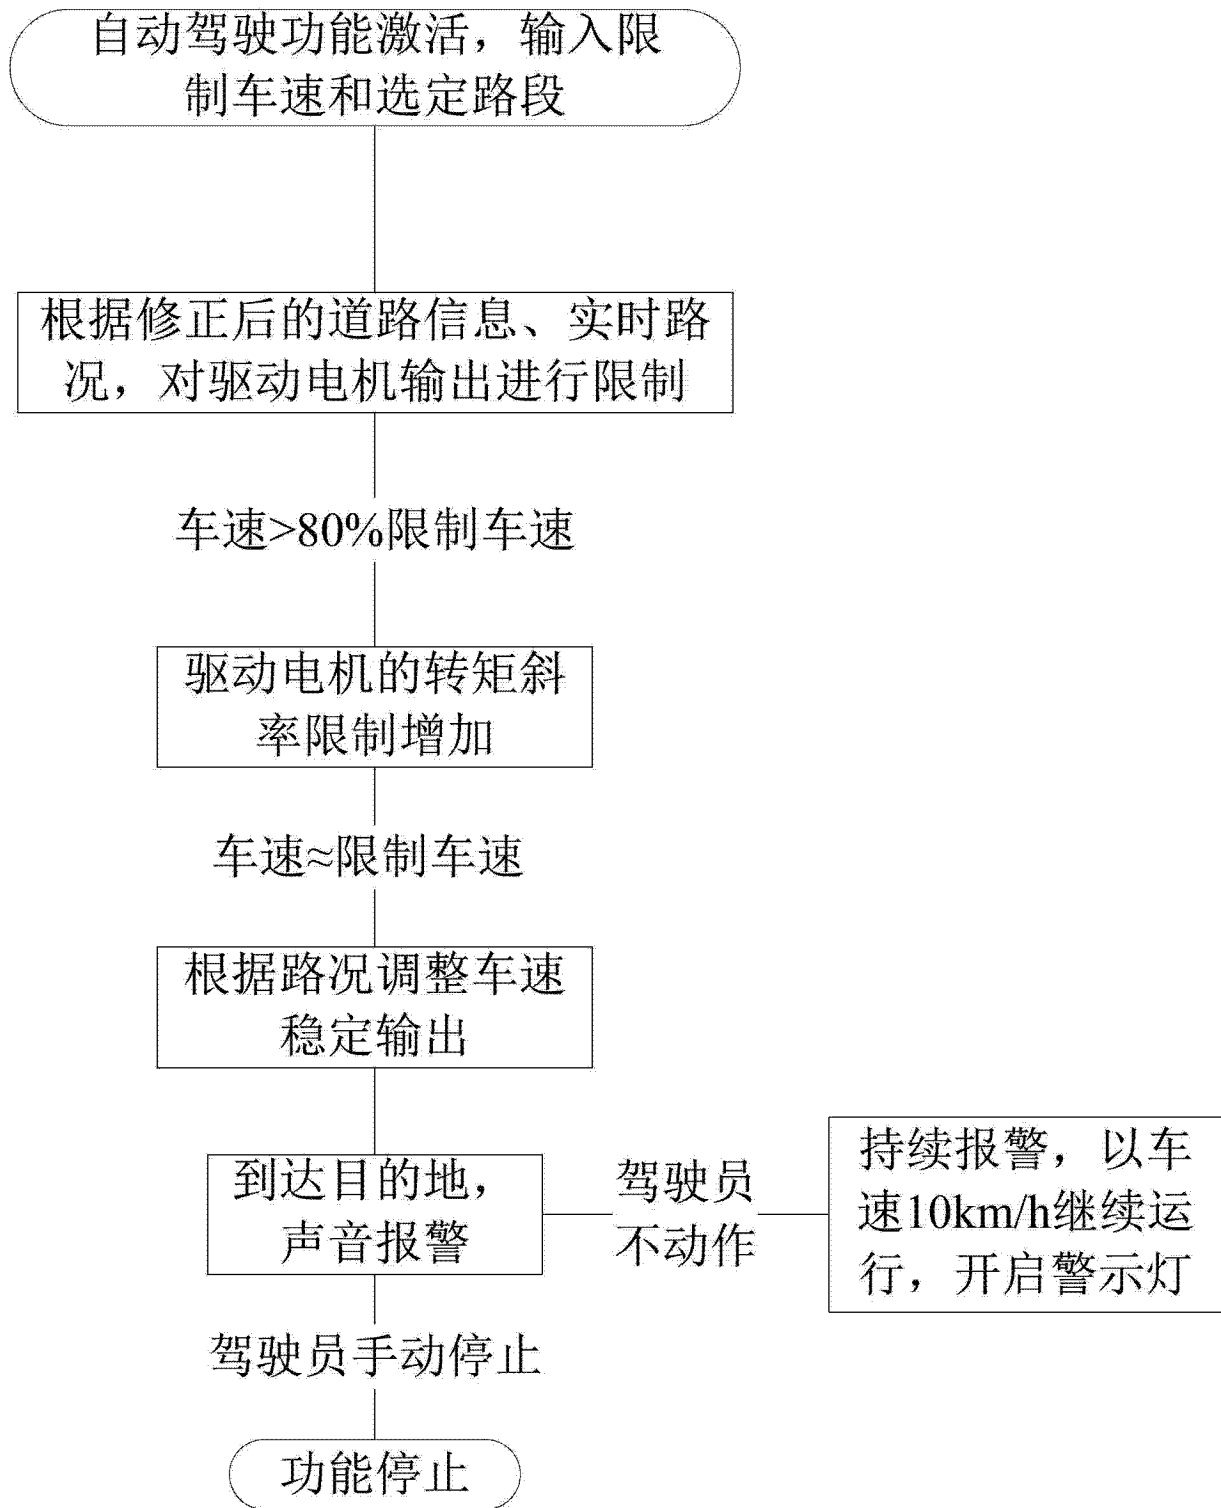 自动驾驶功能激活，输入限
制车速和选定路段
根据修正后的道路信息、实时路
况，对驱动电机输出进行限制
车速>80%限制车速
驱动电机的转矩斜
率限制增加
车速≈限制车速
根据路况调整车速
稳定输出
到达目的地，
声音报警
驾驶员
不动作
持续报警，以车
速10km/h继续运
行，开启警示灯
驾驶员手动停止
功能停止